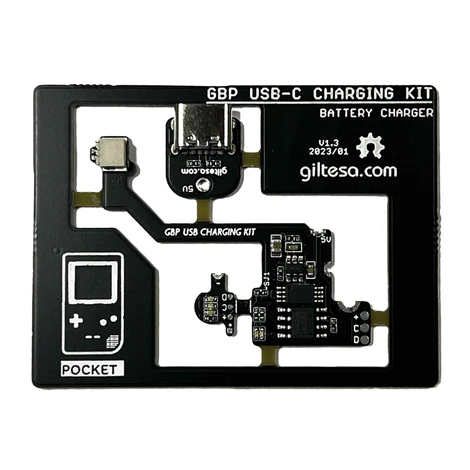 GBP USB-C CHARGING KIT
BATTERY CHARGER
V1.3
2023/01
giltesa.com
giltesa.com
5V
GBP USB CHARGING KIT
5V
SJ1
D
C
+
+
C
D
POCKET